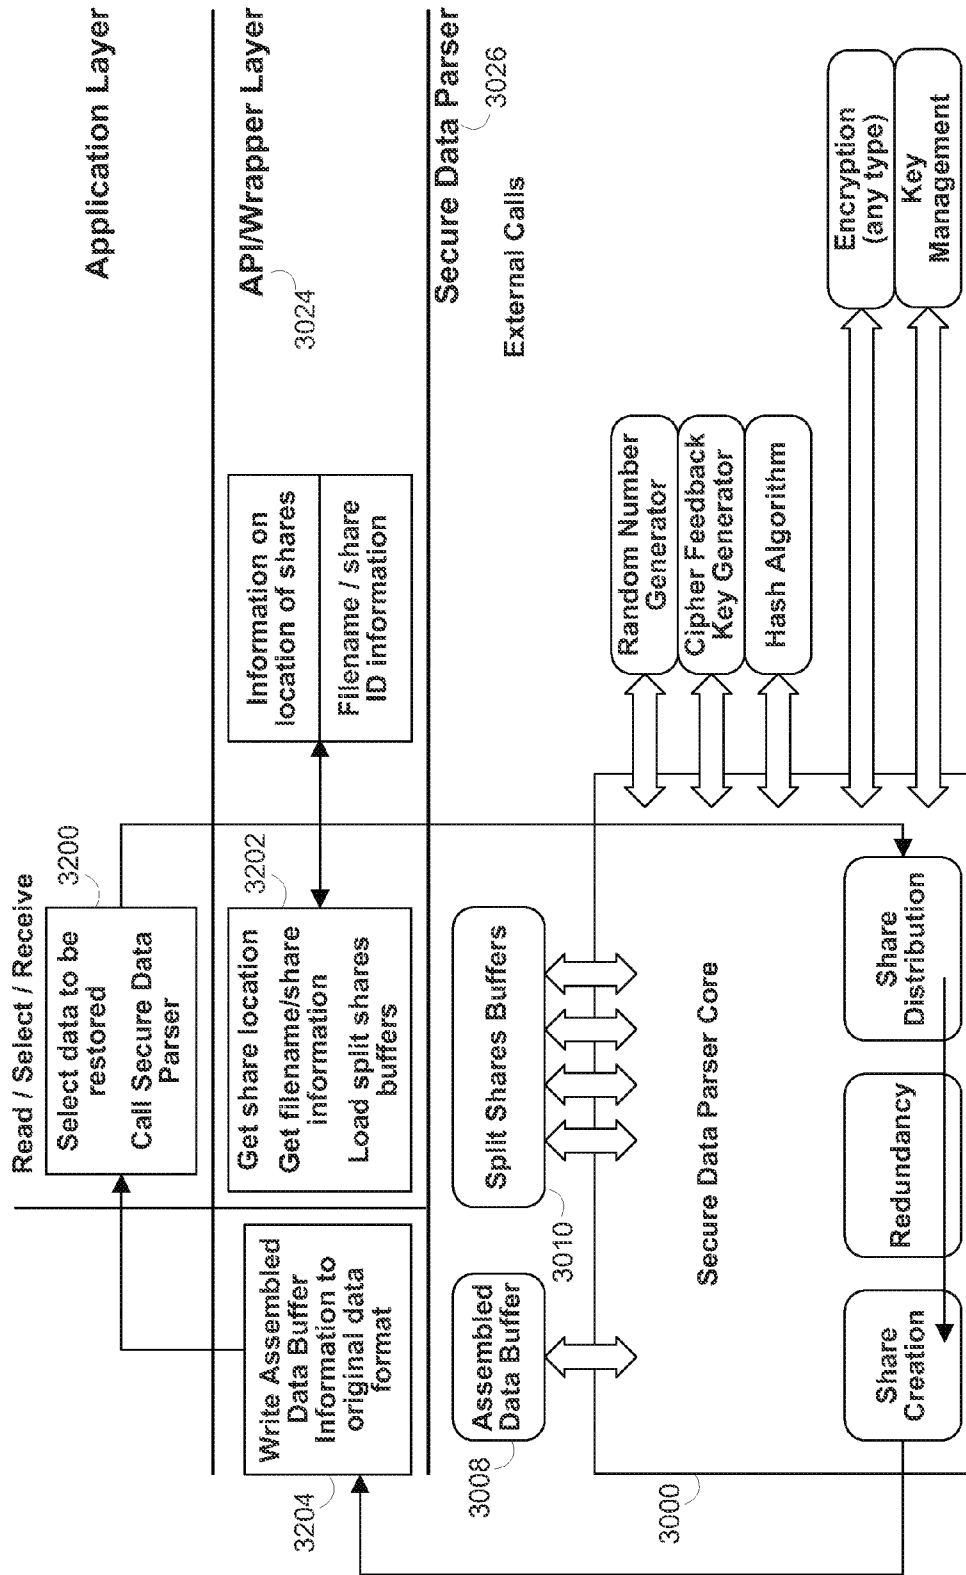 Application Layer
Read / Select / Receive
3200
Select data to be
restored
Call Secure Data
Parser
API/Wrapper Layer
3024
Write Assembled
Data Buffer
Information to
original data
format
3204
3202
Get share location
Get filename/share
information
Load split shares
buffers
Information on
location of shares
Filename / share
ID information
Secure Data Parser
3026
External Calls
Assembled
Data Buffer
3008
Split Shares Buffers
3010
3000
Secure Data Parser Core
Random Number
Generator
Cipher Feedback
Key Generator
Hash Algorithm
Encryption
(any type)
Key
Management
Share
Creation
Redundancy
Share
Distribution